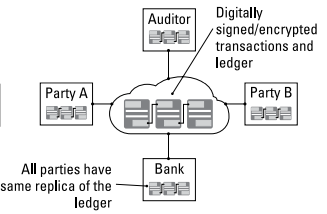 Auditor
Digitally
signed/encrypted
transactions and
ledger
Party A
Party B
All parties have
same replica of the
ledger
Bank